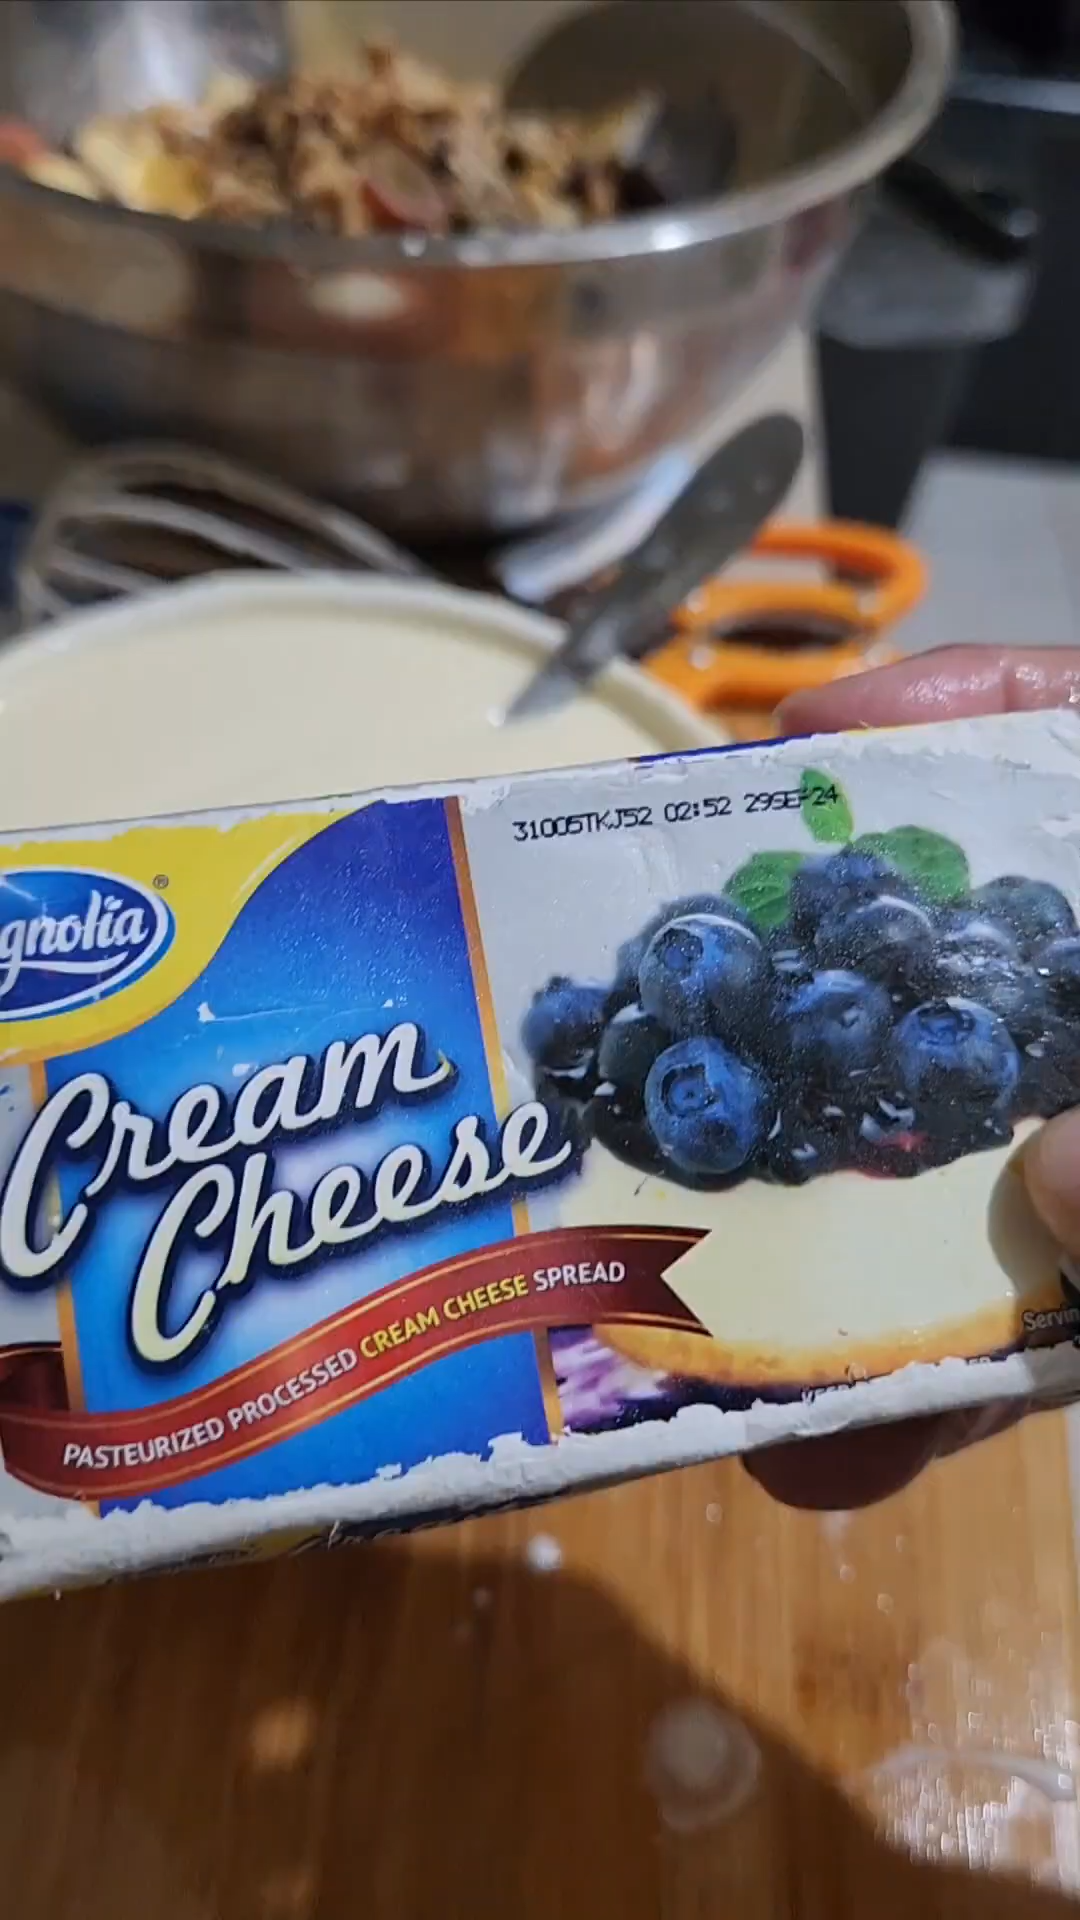 31005TKJ52 02:52 29SEP24
gnolia®
Cream
Cheese
PASTEURIZED PROCESSED CREAM CHEESE SPREAD